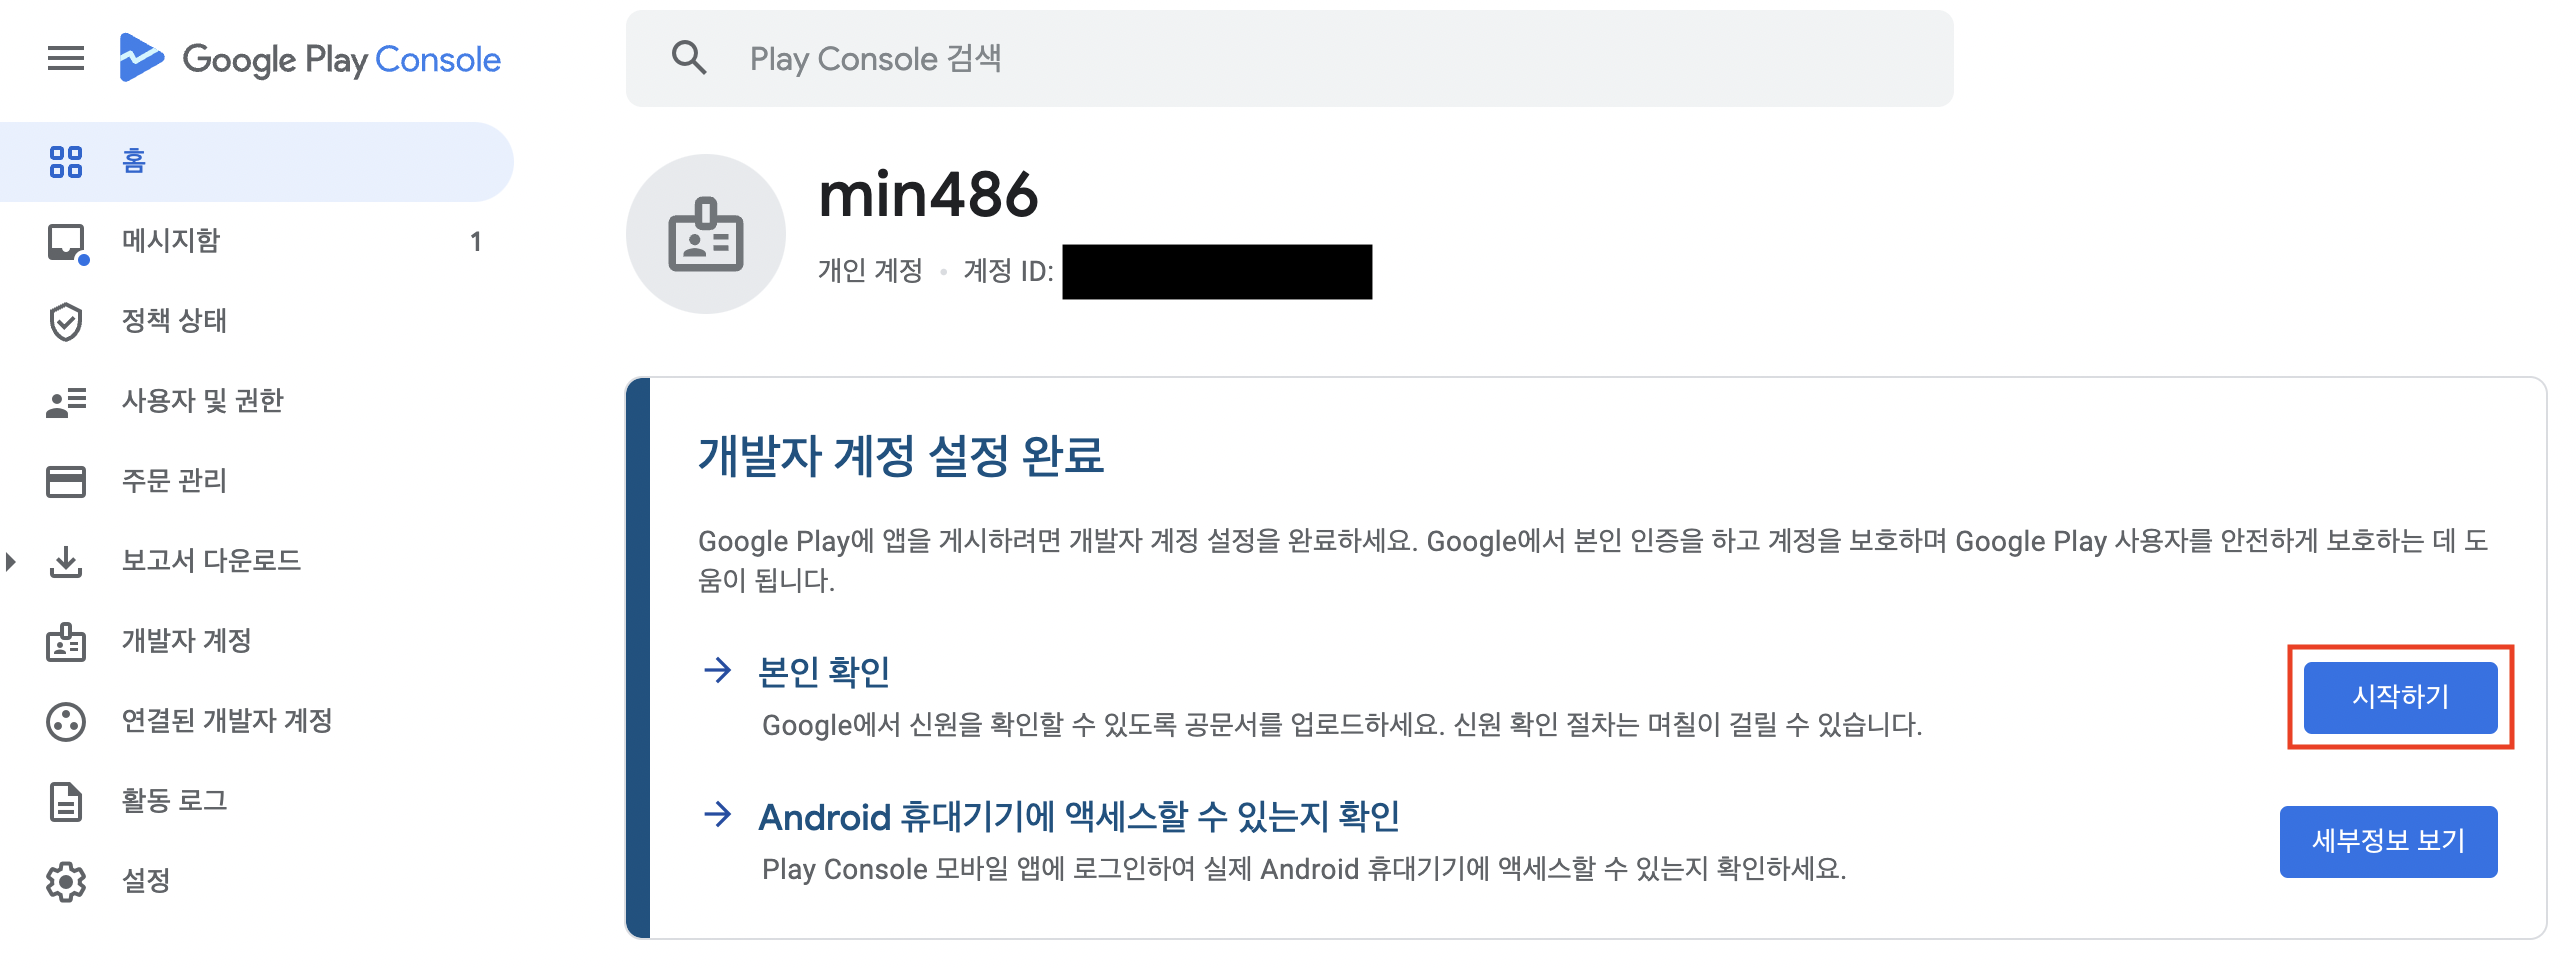 Google Play Console
Play Console 검색
홈
메시지함 1
정책 상태
사용자 및 권한
주문 관리
보고서 다운로드
개발자 계정
연결된 개발자 계정
활동 로그
설정
min486
개인 계정 • 계정 ID:
개발자 계정 설정 완료
Google Play에 앱을 게시하려면 개발자 계정 설정을 완료하세요. Google에서 본인 인증을 하고 계정을 보호하며 Google Play 사용자를 안전하게 보호하는 데 도
움이 됩니다.
본인 확인
Google에서 신원을 확인할 수 있도록 공문서를 업로드하세요. 신원 확인 절차는 며칠이 걸릴 수 있습니다.
시작하기
Android 휴대기기에 액세스할 수 있는지 확인
Play Console 모바일 앱에 로그인하여 실제 Android 휴대기기에 액세스할 수 있는지 확인하세요.
세부정보 보기